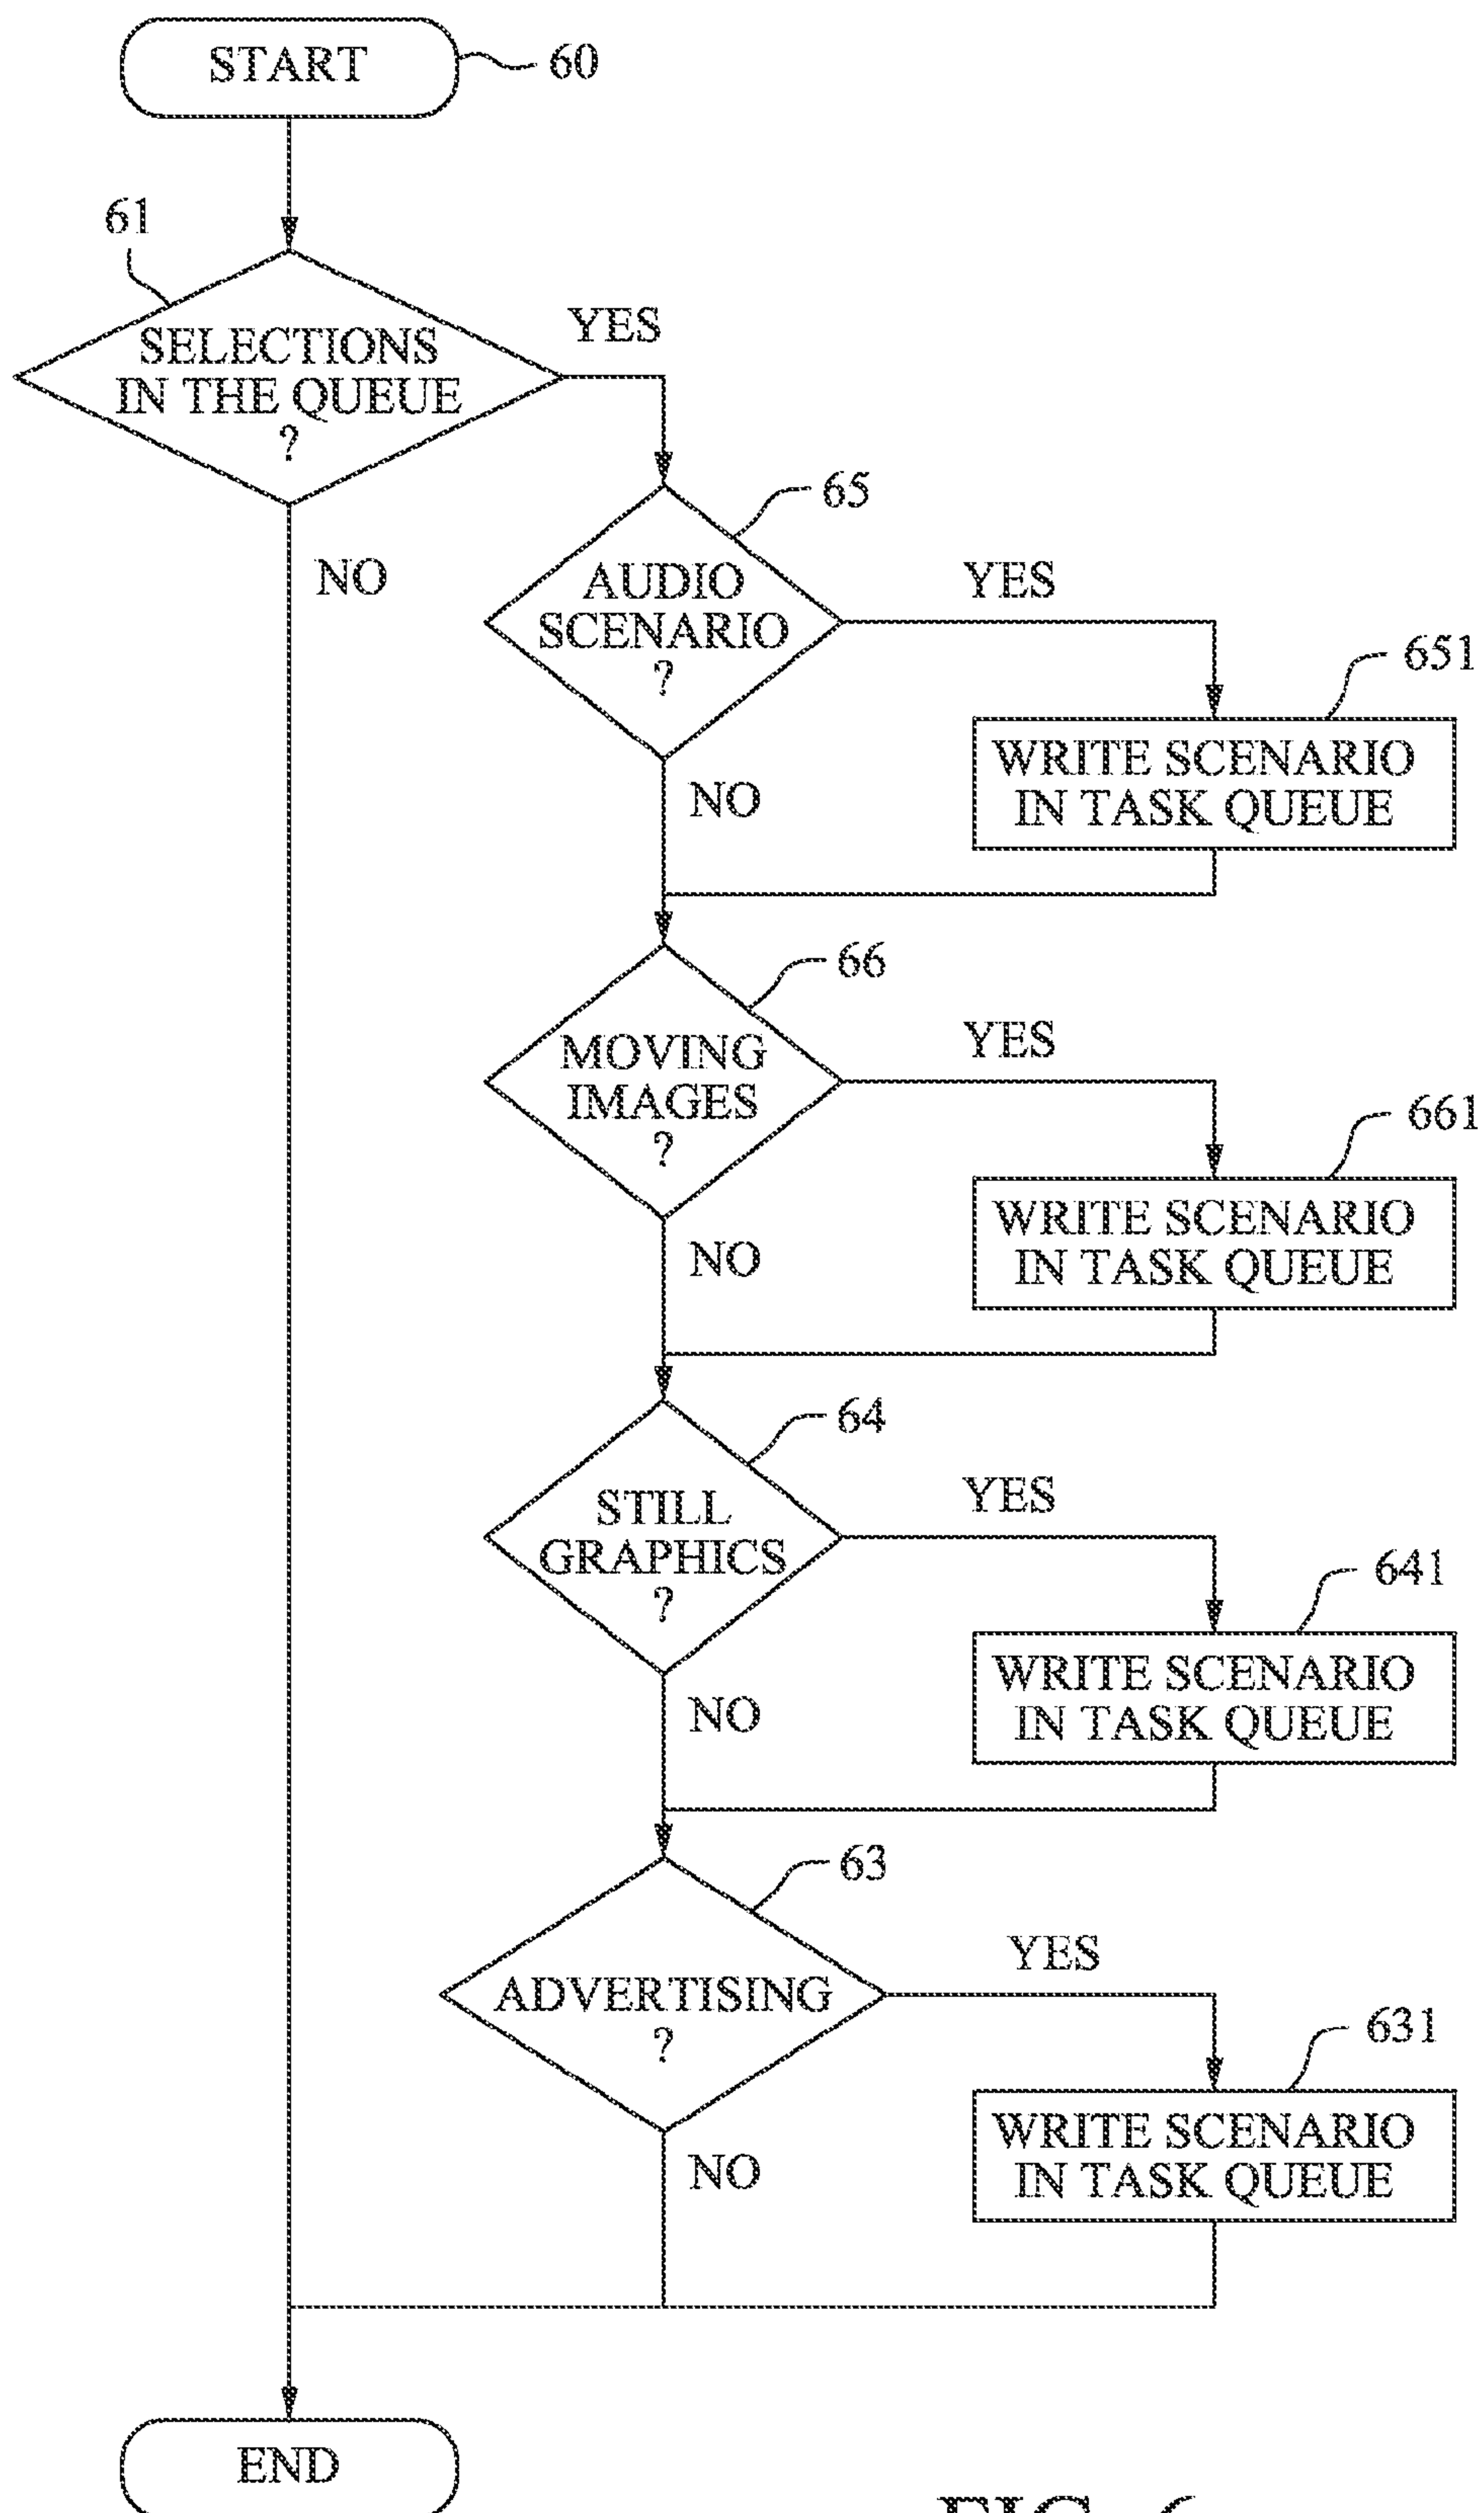 START
60
61
SELECTIONS
IN THE QUEUE
?
YES
NO
65
AUDIO
SCENARIO
?
YES
651
WRITE SCENARIO
IN TASK QUEUE
NO
66
MOVING
IMAGES
?
YES
661
WRITE SCENARIO
IN TASK QUEUE
NO
64
STILL
GRAPHICS
?
YES
641
WRITE SCENARIO
IN TASK QUEUE
NO
63
ADVERTISING
?
YES
631
WRITE SCENARIO
IN TASK QUEUE
NO
END